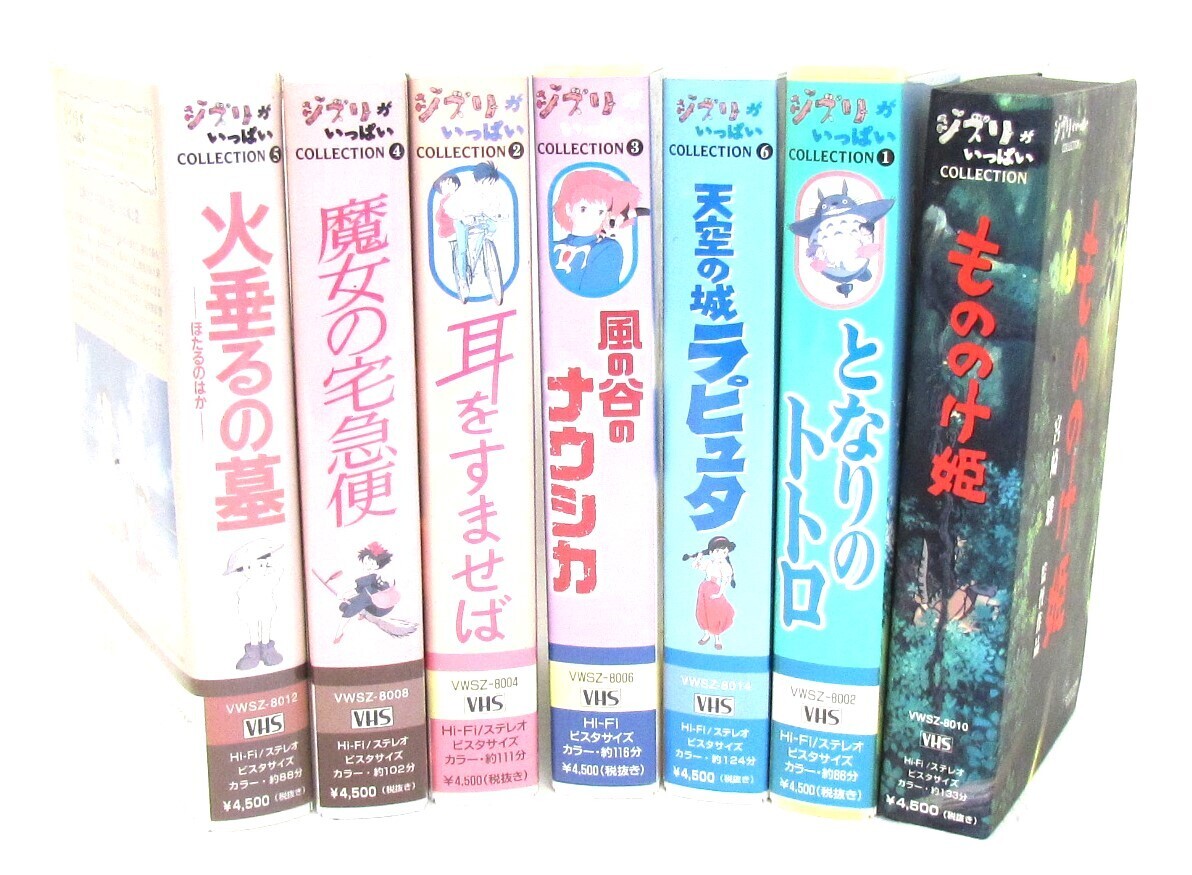 ジブリが
いっぱい
COLLECTION 5
火垂るの墓
ほたるのはか
VWSZ-8012
VHS
Hi-Fi/ステレオ
ビスタサイズ
カラー・約88分
¥4,500(税抜き)
ジブリが
いっぱい
COLLECTION 4
魔女の宅急便
VWSZ-8008
VHS
Hi-Fi/ステレオ
ビスタサイズ
カラー・約102分
¥4,500(税抜き)
ジブリが
いっぱい
COLLECTION 2
耳をすませば
VWSZ-8004
VHS
Hi-Fi/ステレオ
ビスタサイズ
カラー・約111分
¥4,500(税抜き)
ジブリ
COLLECTION 3
風の谷の
ナウシカ
VWSZ-8006
VHS
Hi-Fi
ビスタサイズ
カラー・約116分
¥4,500(税抜き)
ジブリが
いっぱい
COLLECTION 6
天空の城
ラピュタ
VWSZ-8014
VHS
Hi-Fi/ステレオ
ビスタサイズ
カラー・約124分
¥4,500(税抜き)
ジブリが
いっぱい
COLLECTION 1
となりの
トトロ
VWSZ-8002
VHS
Hi-Fi/ステレオ
ビスタサイズ
カラー・約86分
¥4,500(税抜き)
ジブリが
いっぱい
COLLECTION
もののけ姫
VWSZ-8010
VHS
Hi-Fi/ステレオ
ビスタサイズ
カラー・約133分
¥4,500(税抜き)
もののけ姫